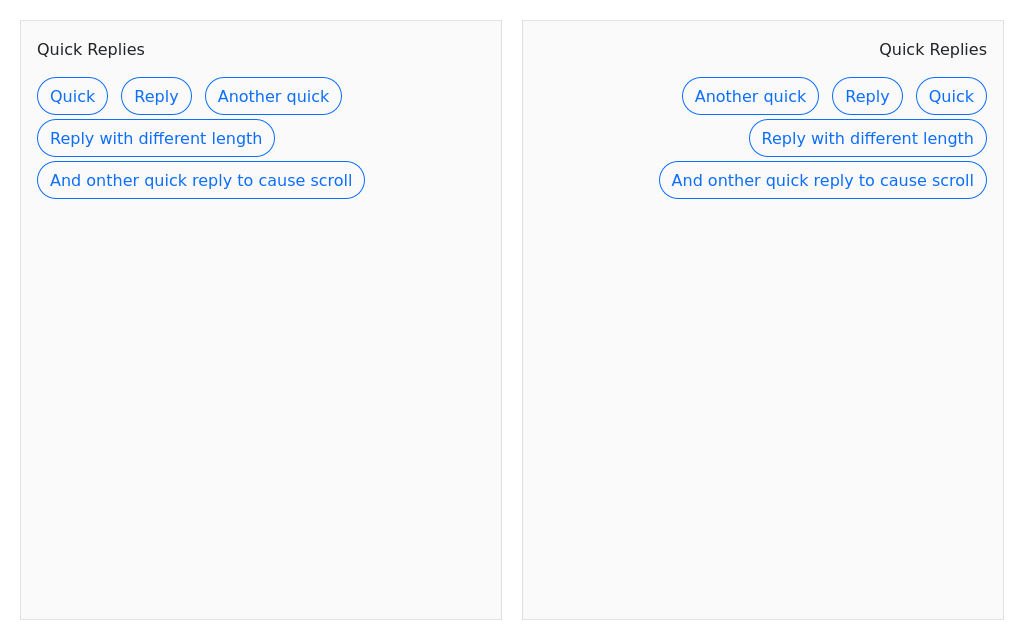 Quick Replies
Quick Reply Another quick
Reply with different length
And onther quick reply to cause scroll
Quick Replies
Another quick Reply Quick
Reply with different length
And onther quick reply to cause scroll